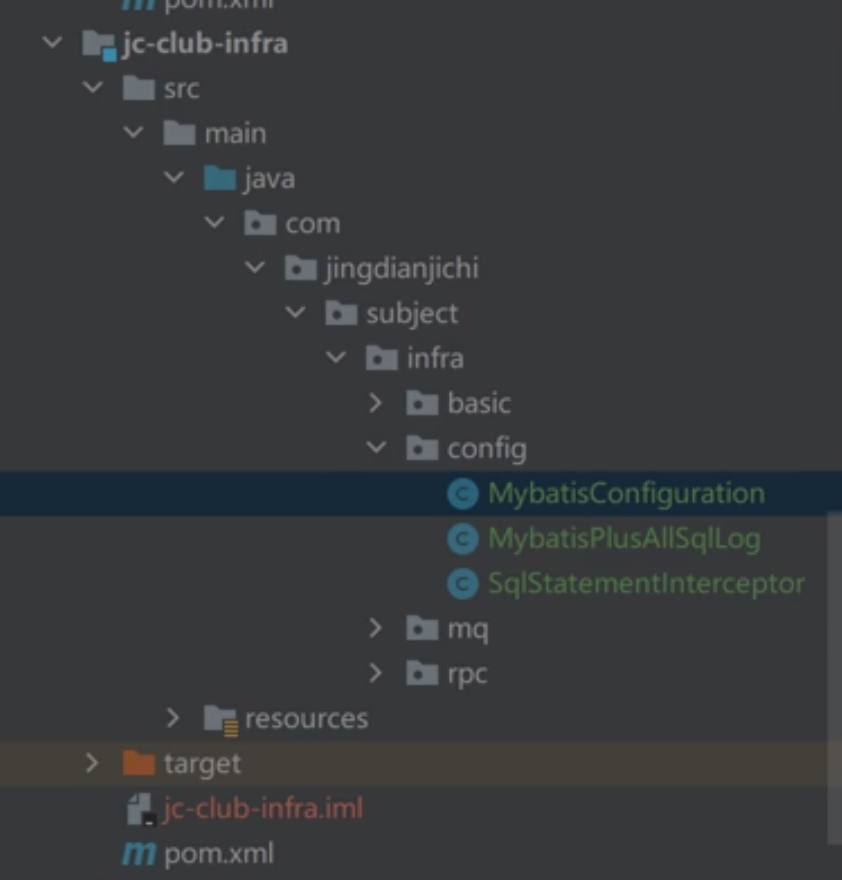 pom.xml
jc-club-infra
src
main
java
com
jingdianjichi
subject
infra
basic
config
MybatisConfiguration
MybatisPlusAllSqlLog
SqlStatementInterceptor
mq
rpc
resources
target
jc-club-infra.iml
pom.xml